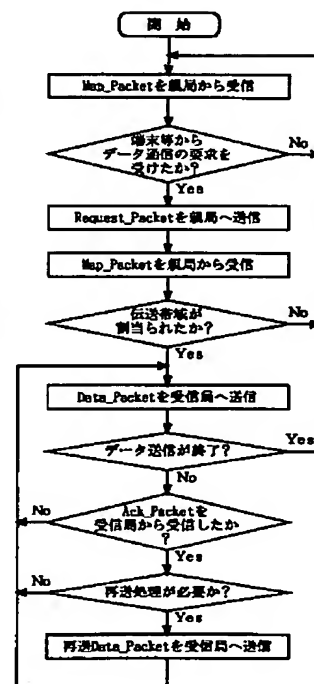 開 始
Map_Packetを親局から受信
端末等から
データ通信の要求を
受けたか?
No
Yes
Request_Packetを親局へ送信
Map_Packetを親局から受信
伝送帯域が
割当られたか?
No
Yes
Data_Packetを受信局へ送信
データ送信が終了?
Yes
No
Ack_Packetを
受信局から受信したか
?
No
Yes
再送処理が必要か?
No
Yes
再送Data_Packetを受信局へ送信